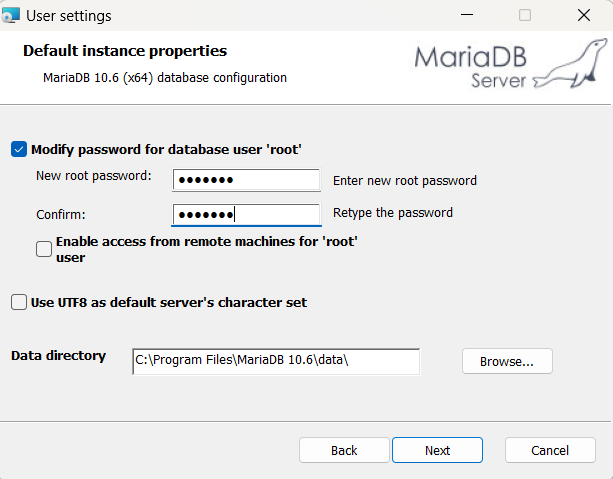 User settings
Default instance properties
MariaDB 10.6 (x64) database configuration
MariaDB
Server
Modify password for database user 'root'
New root password:
●●●●●●●
Enter new root password
Confirm:
●●●●●●●
Retype the password
Enable access from remote machines for 'root'
user
Use UTF8 as default server's character set
Data directory
C:\Program Files\MariaDB 10.6\data\
Browse...
Back
Next
Cancel